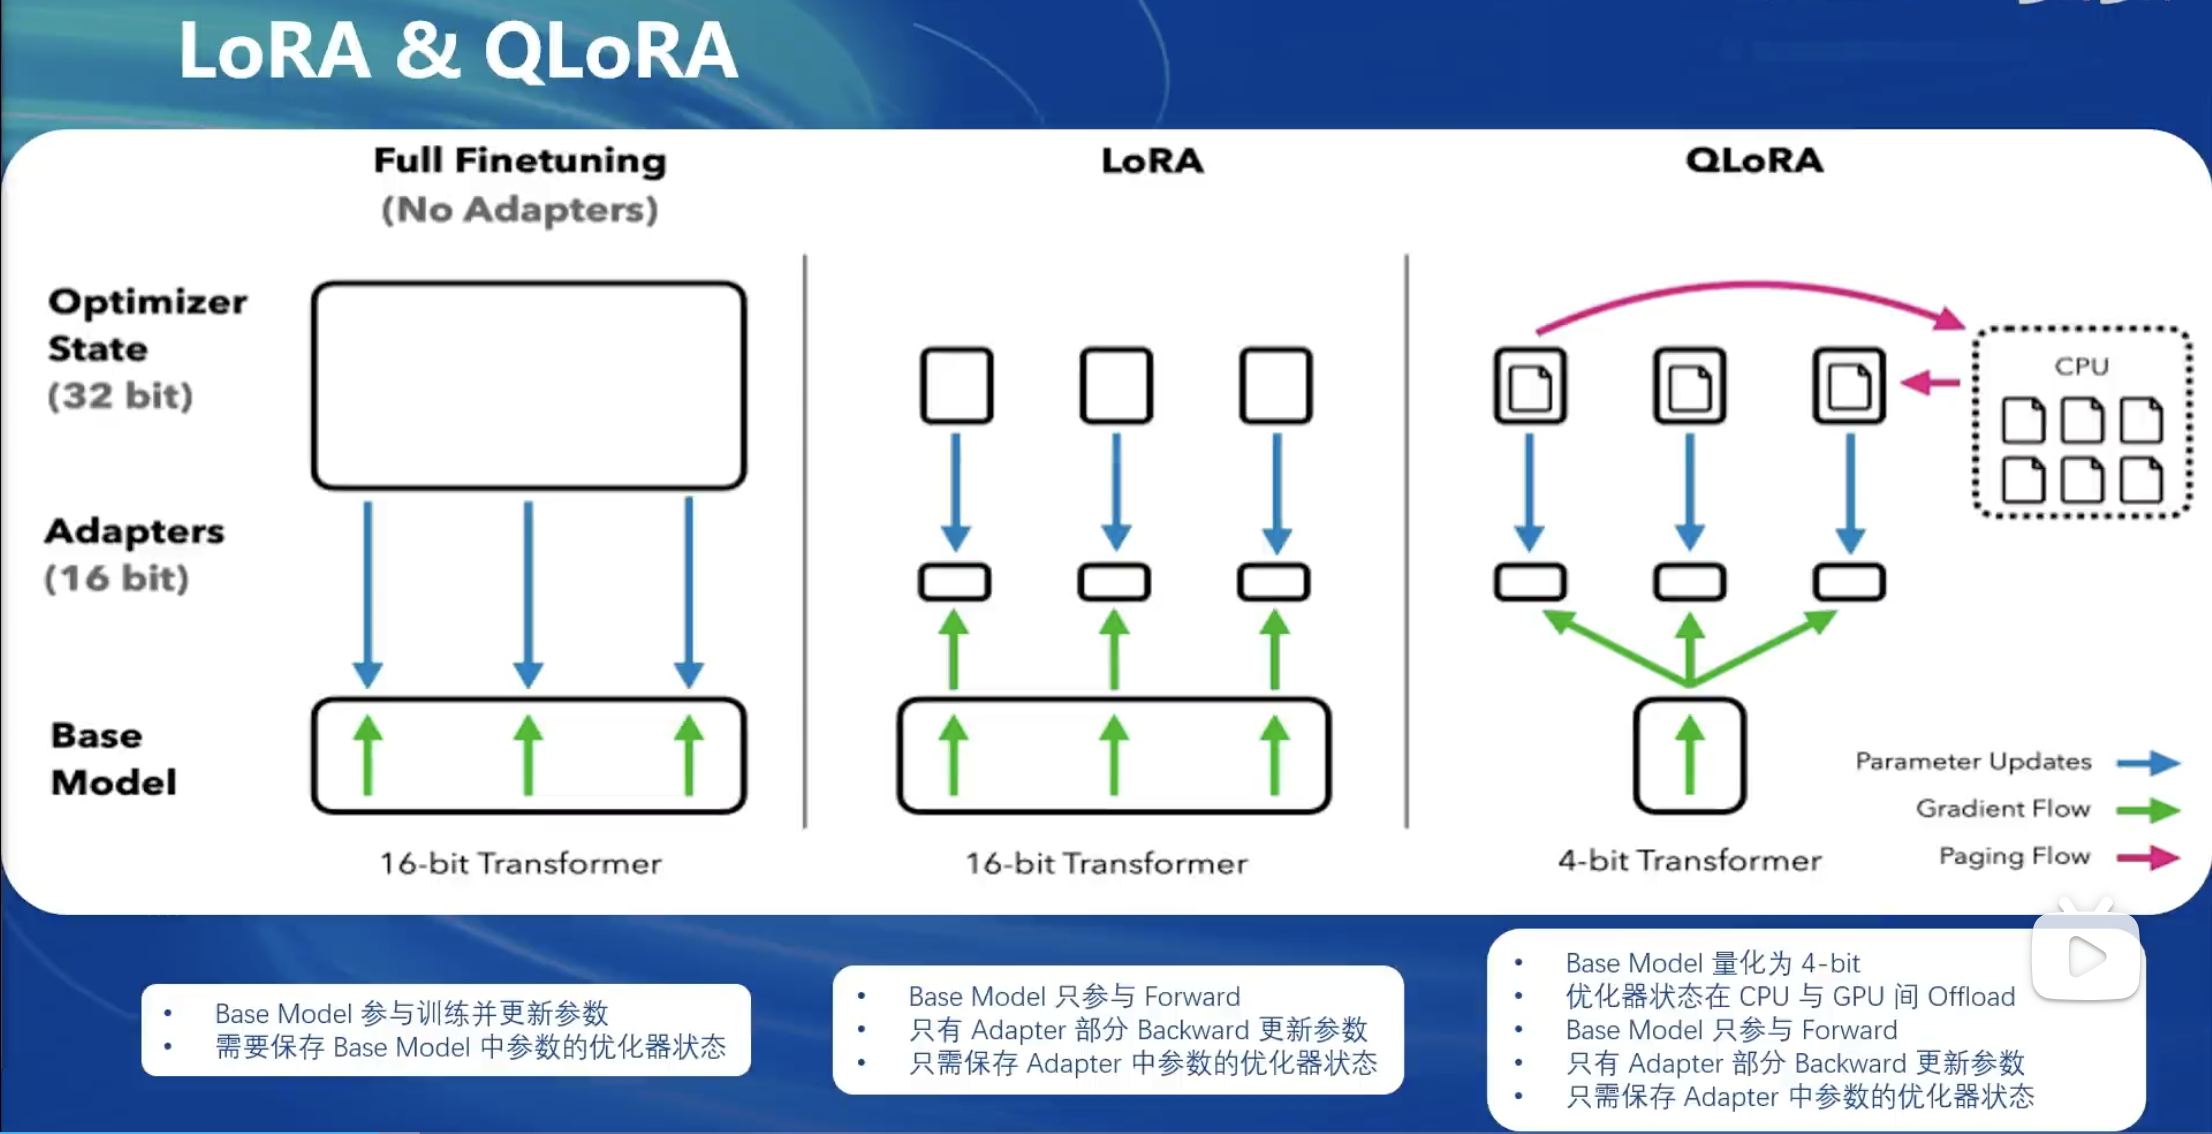 LoRA & QLoRA
Full Finetuning
(No Adapters)
LoRA
QLoRA
Optimizer
State
(32 bit)
CPU
Adapters
(16 bit)
Base
Model
Parameter Updates
Gradient Flow
Paging Flow
16-bit Transformer
16-bit Transformer
4-bit Transformer
• Base Model 参与训练并更新参数
• 需要保存 Base Model 中参数的优化器状态
• Base Model 只参与 Forward
• 只有 Adapter 部分 Backward 更新参数
• 只需保存 Adapter 中参数的优化器状态
• Base Model 量化为 4-bit
• 优化器状态在 CPU 与 GPU 间 Offload
• Base Model 只参与 Forward
• 只有 Adapter 部分 Backward 更新参数
• 只需保存 Adapter 中参数的优化器状态